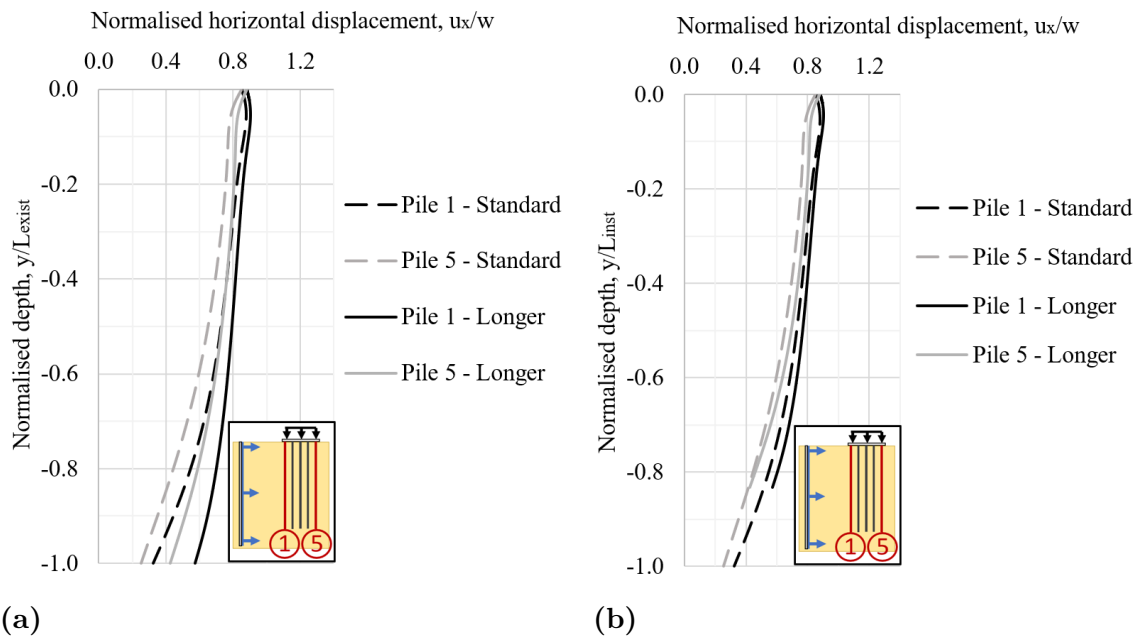 Normalised horizontal displacement, ux/w
0.0 0.4 0.8 1.2
0.0
-0.2
-0.4
-0.6
-0.8
-1.0
Normalised depth, y/Lexist
Pile 1 - Standard
Pile 5 - Standard
Pile 1 - Longer
Pile 5 - Longer
1 5
(a)
Normalised horizontal displacement, ux/w
0.0 0.4 0.8 1.2
0.0
-0.2
-0.4
-0.6
-0.8
-1.0
Normalised depth, y/Linst
Pile 1 - Standard
Pile 5 - Standard
Pile 1 - Longer
Pile 5 - Longer
1 5
(b)